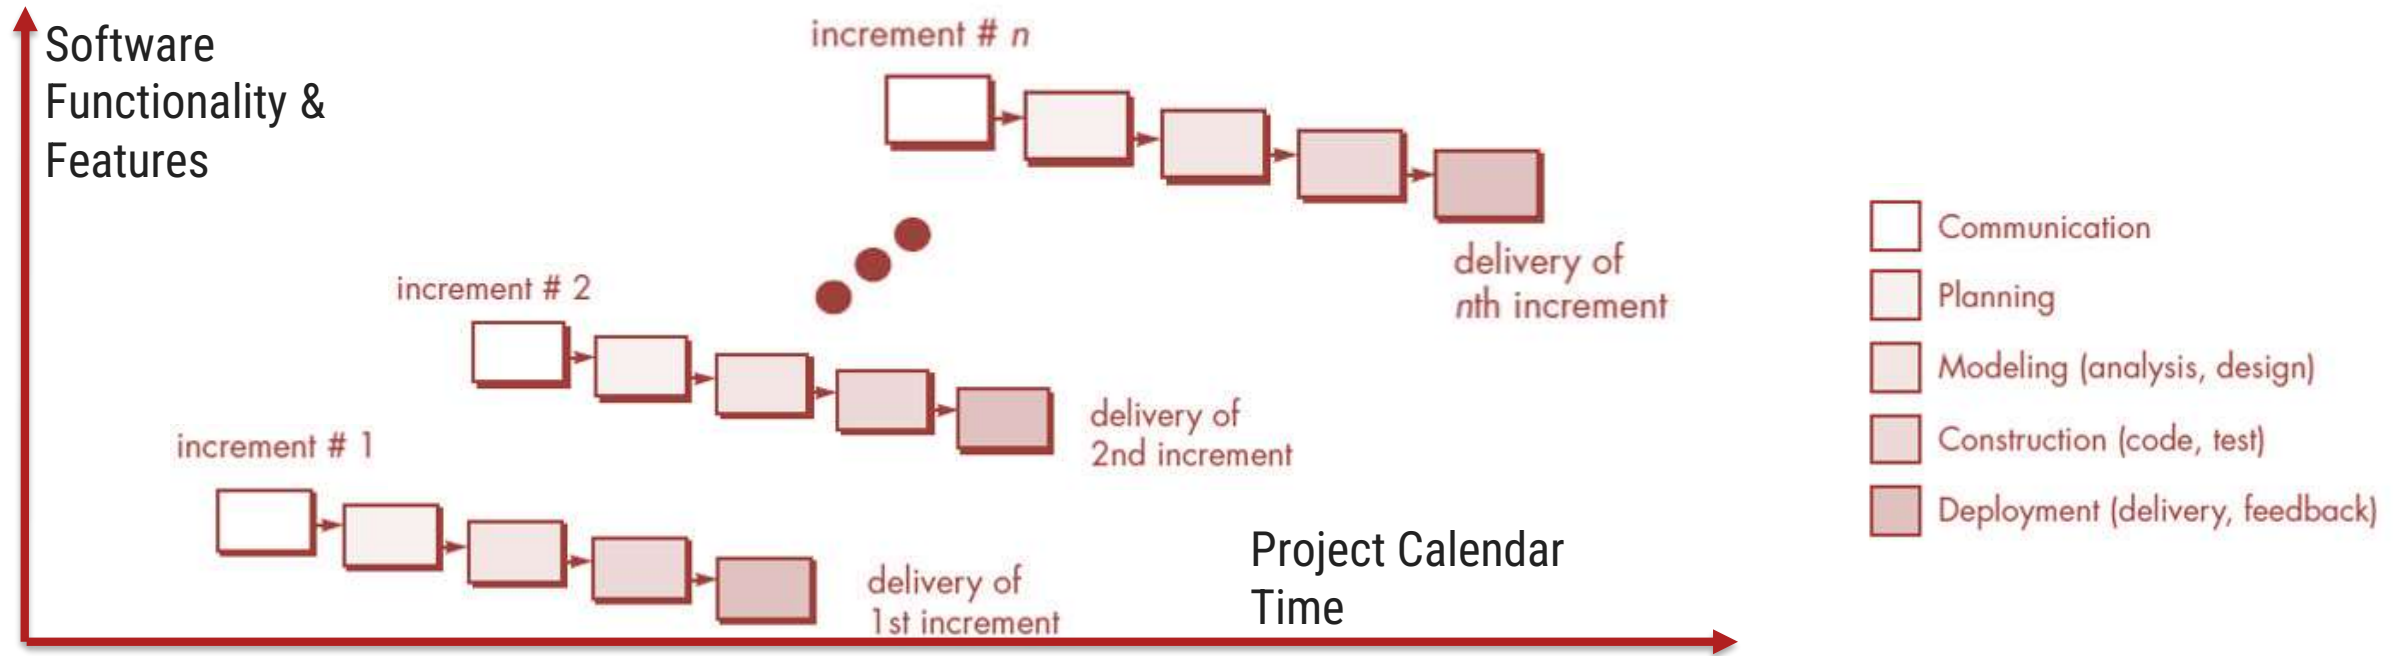 Software
Functionality &
Features
increment # n
delivery of
nth increment
increment # 2
delivery of
2nd increment
increment # 1
delivery of
1st increment
Project Calendar
Time
Communication
Planning
Modeling (analysis, design)
Construction (code, test)
Deployment (delivery, feedback)